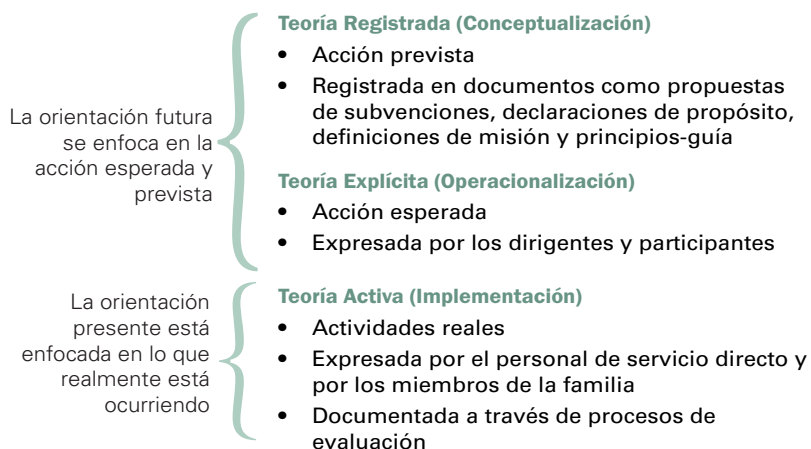 La orientación futura
se enfoca en la
acción esperada y
prevista
Teoría Registrada (Conceptualización)
• Acción prevista
• Registrada en documentos como propuestas
de subvenciones, declaraciones de propósito,
definiciones de misión y principios-guía
Teoría Explícita (Operacionalización)
• Acción esperada
• Expresada por los dirigentes y participantes
La orientación
presente está
enfocada en lo que
realmente está
ocurriendo
Teoría Activa (Implementación)
• Actividades reales
• Expresada por el personal de servicio directo y
por los miembros de la familia
• Documentada a través de procesos de
evaluación